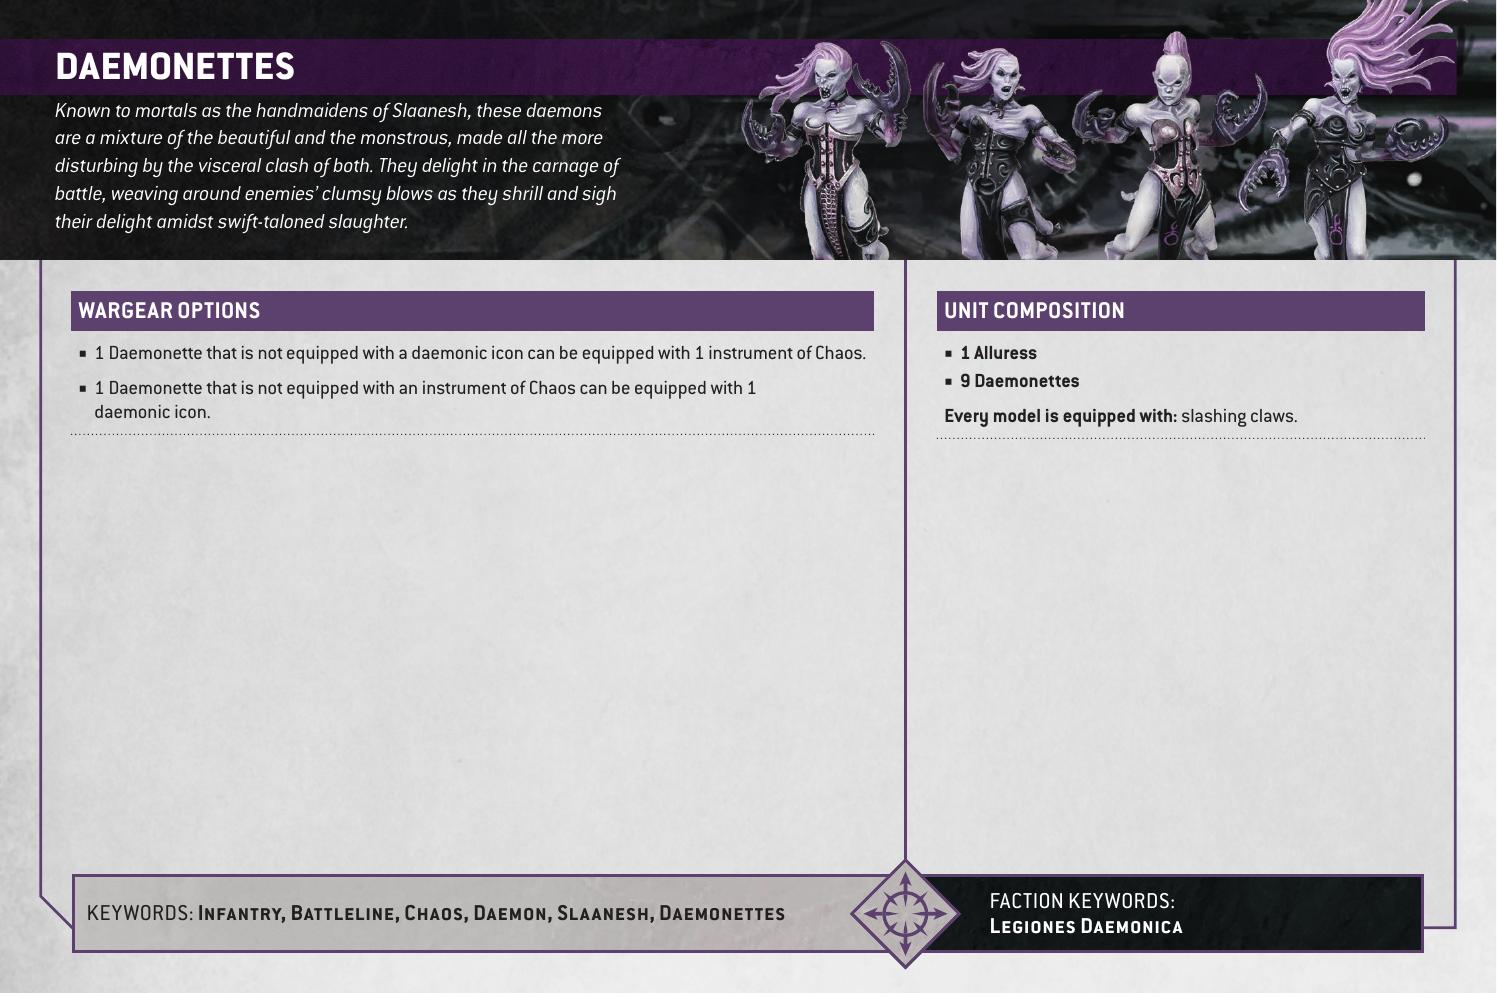 DAEMONETTES
Known to mortals as the handmaidens of Slaanesh, these daemons
are a mixture of the beautiful and the monstrous, made all the more
disturbing by the visceral clash of both. They delight in the carnage of
battle, weaving around enemies’ clumsy blows as they shrill and sigh
their delight amidst swift-taloned slaughter.
WARGEAR OPTIONS
▪ 1 Daemonette that is not equipped with a daemonic icon can be equipped with 1 instrument of Chaos.
▪ 1 Daemonette that is not equipped with an instrument of Chaos can be equipped with 1
daemonic icon.
UNIT COMPOSITION
▪ 1 Alluress
▪ 9 Daemonettes
Every model is equipped with: slashing claws.
KEYWORDS: Infantry, Battleline, Chaos, Daemon, Slaanesh, Daemonettes
FACTION KEYWORDS:
Legiones Daemonica